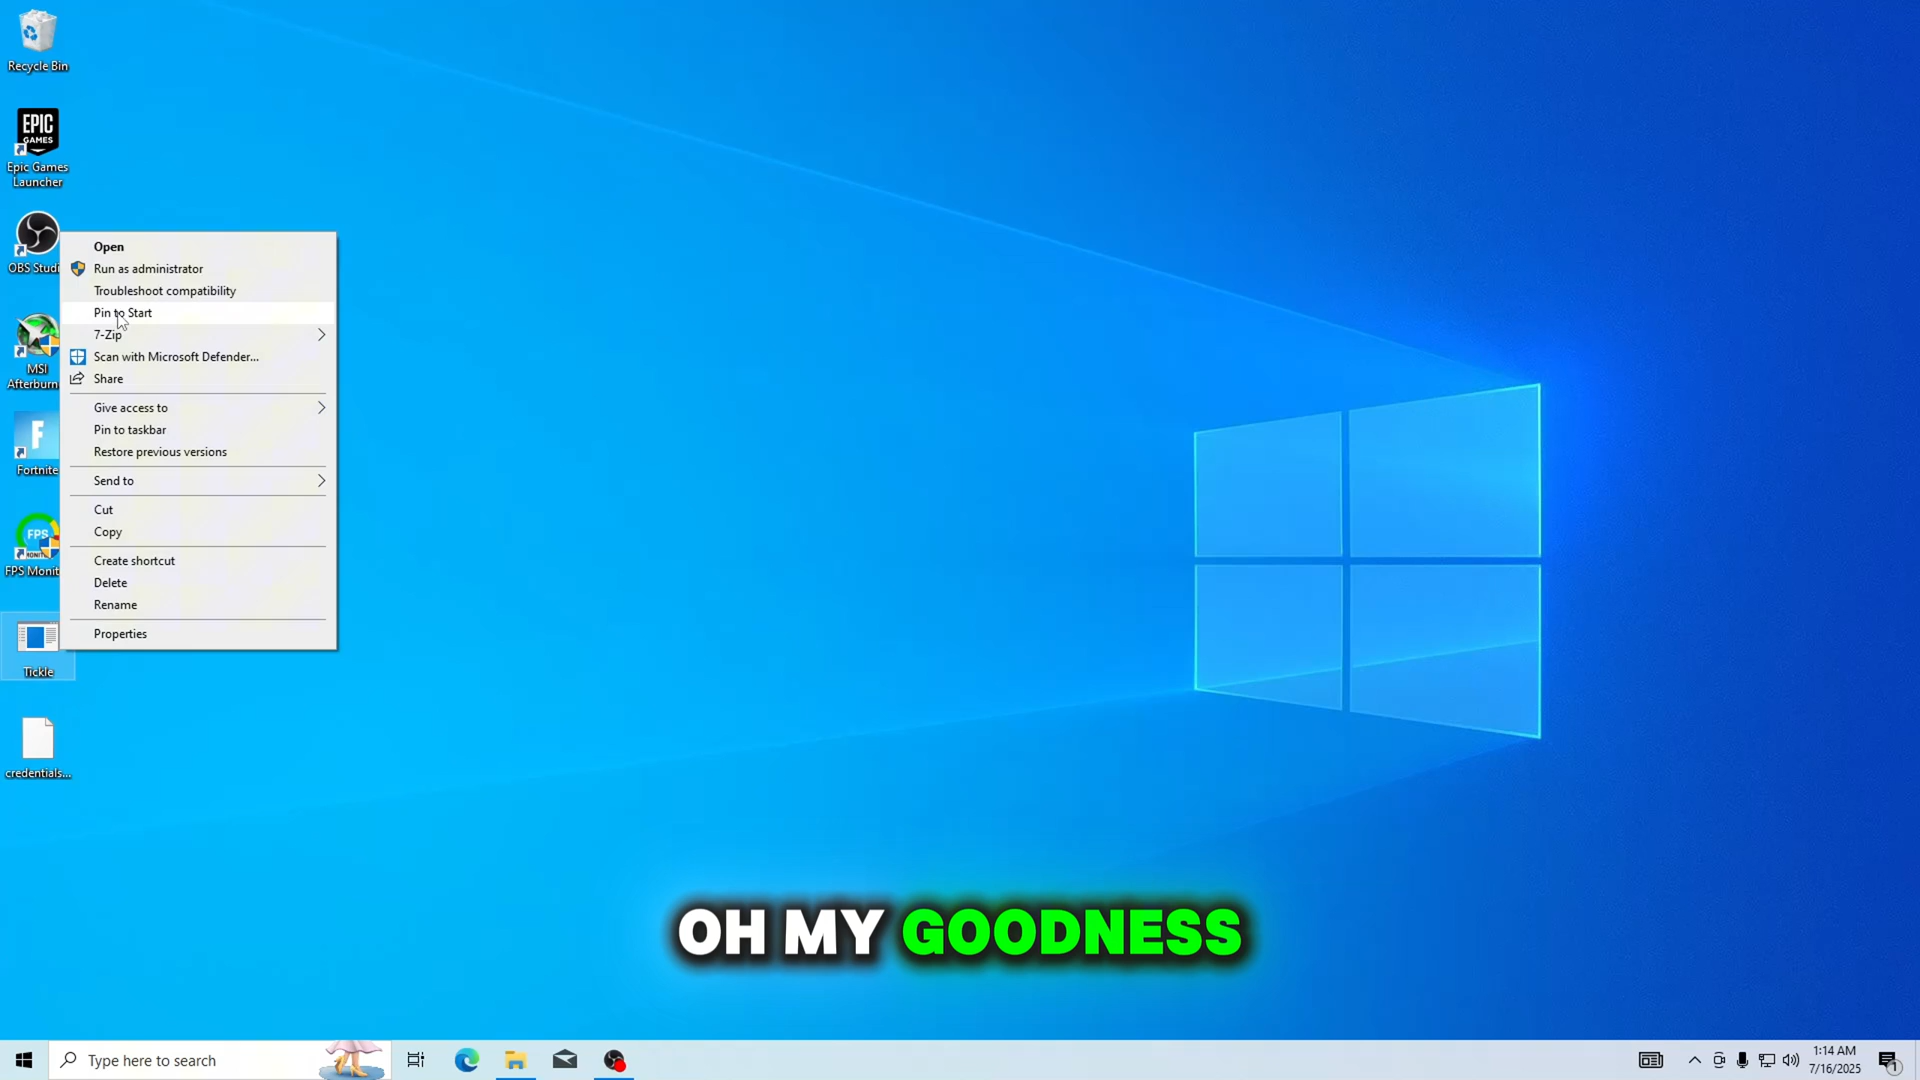 Recycle Bin
EPIC
GAMES
Epic Games
Launcher
OBS Studi
MSI
Afterburn
F
Fortnite
FPS
MONIT
FPS Monit
Tickle
credentials...
Open
Run as administrator
Troubleshoot compatibility
Pin to Start
7-Zip
Scan with Microsoft Defender...
Share
Give access to
Pin to taskbar
Restore previous versions
Send to
Cut
Copy
Create shortcut
Delete
Rename
Properties
OH MY GOODNESS
Type here to search
1:14 AM
7/16/2025
1